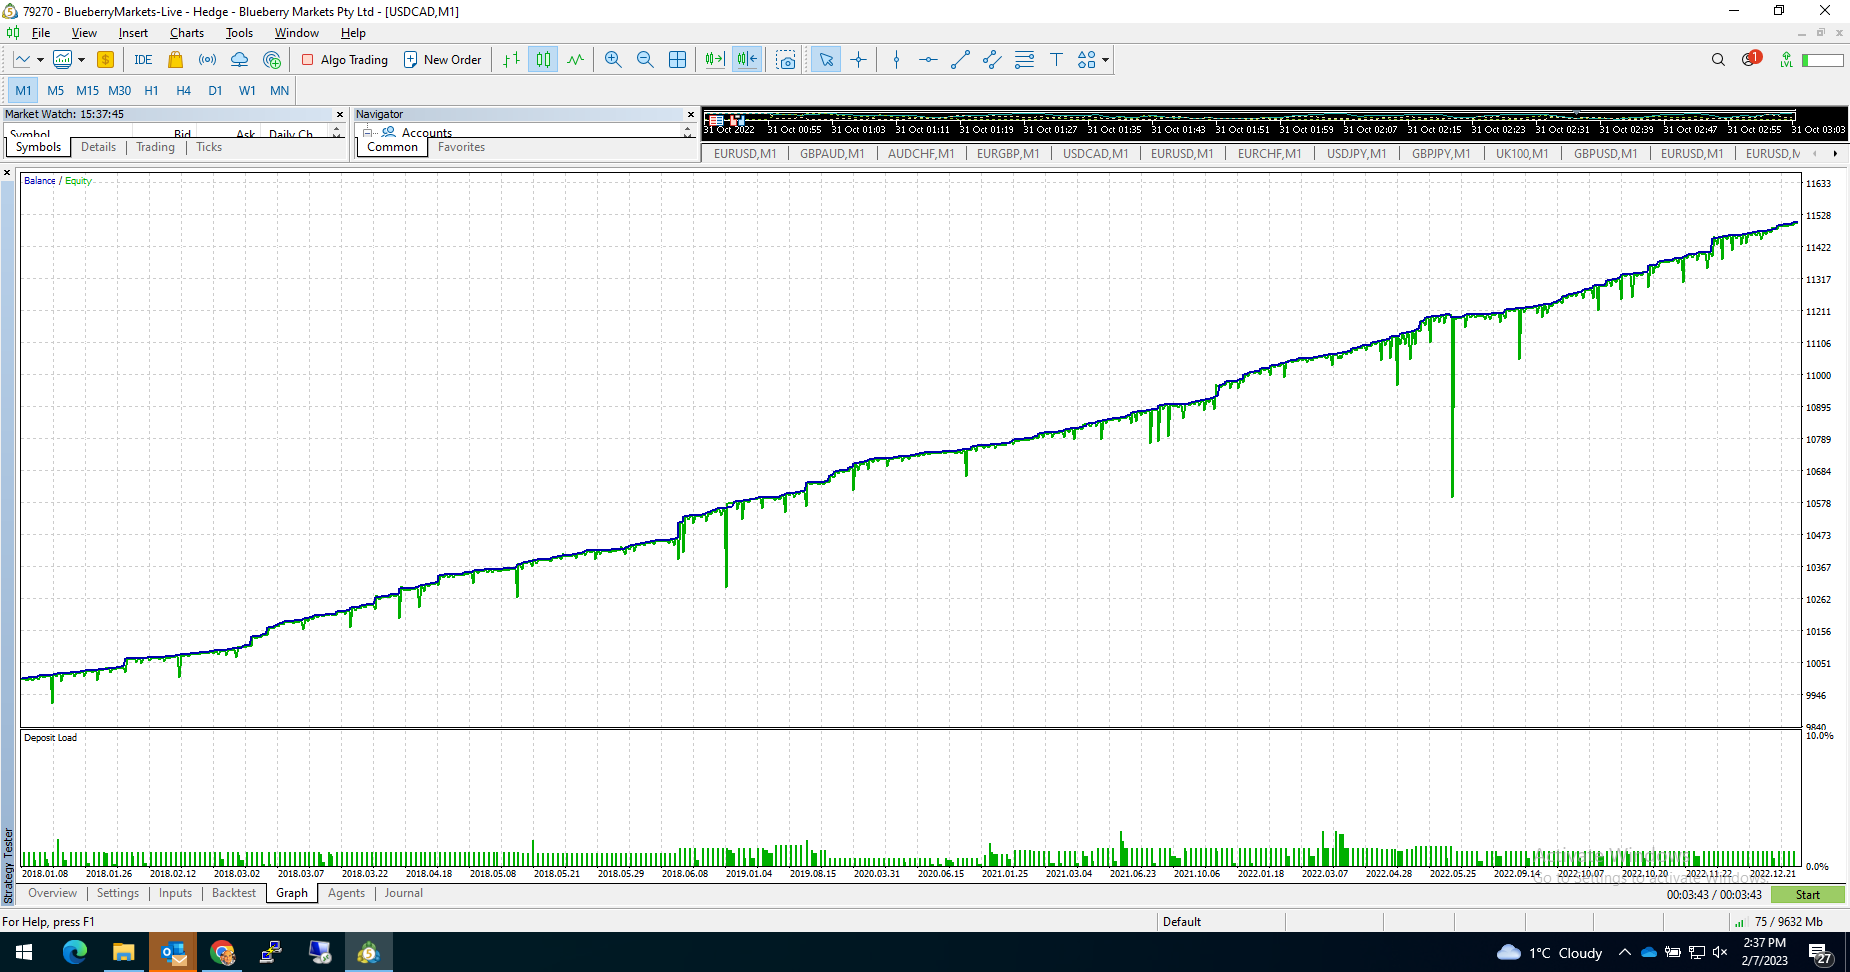 79270 - BlueberryMarkets-Live - Hedge - Blueberry Markets Pty Ltd - [USDCAD,M1]
File View Insert Charts Tools Window Help
IDE Algo Trading New Order 1 LVL
M1 M5 M15 M30 H1 H4 D1 W1 MN
Market Watch: 15:37:45
Symbol Bid Ask Daily Ch...
Symbols Details Trading Ticks
Navigator
Accounts
Common Favorites
31 Oct 2022 31 Oct 00:55 31 Oct 01:03 31 Oct 01:11 31 Oct 01:19 31 Oct 01:27 31 Oct 01:35 31 Oct 01:43 31 Oct 01:51 31 Oct 01:59 31 Oct 02:07 31 Oct 02:15 31 Oct 02:23 31 Oct 02:31 31 Oct 02:39 31 Oct 02:47 31 Oct 02:55 31 Oct 03:03
EURUSD,M1 GBPAUD,M1 AUDCHF,M1 EURGBP,M1 USDCAD,M1 EURUSD,M1 EURCHF,M1 USDJPY,M1 GBPJPY,M1 UK100,M1 GBPUSD,M1 EURUSD,M1 EURUSD,M
Balance / Equity
11633
11528
11422
11317
11211
11106
11000
10895
10789
10684
10578
10473
10367
10262
10156
10051
9946
9840
Deposit Load
10.0%
0.0%
2018.01.08 2018.01.26 2018.02.12 2018.03.02 2018.03.07 2018.03.22 2018.04.18 2018.05.08 2018.05.21 2018.05.29 2018.06.08 2019.01.04 2019.08.15 2020.03.31 2020.06.15 2021.01.25 2021.03.04 2021.06.23 2021.10.06 2022.01.18 2022.03.07 2022.04.28 2022.05.25 2022.09.14 2022.10.07 2022.10.20 2022.11.22 2022.12.21
Activate Windows
Go to Settings to activate Windows.
Strategy Tester
Overview Settings Inputs Backtest Graph Agents Journal
00:03:43 / 00:03:43 Start
For Help, press F1 Default 75 / 9632 Mb
1°C Cloudy
2:37 PM
2/7/2023
27